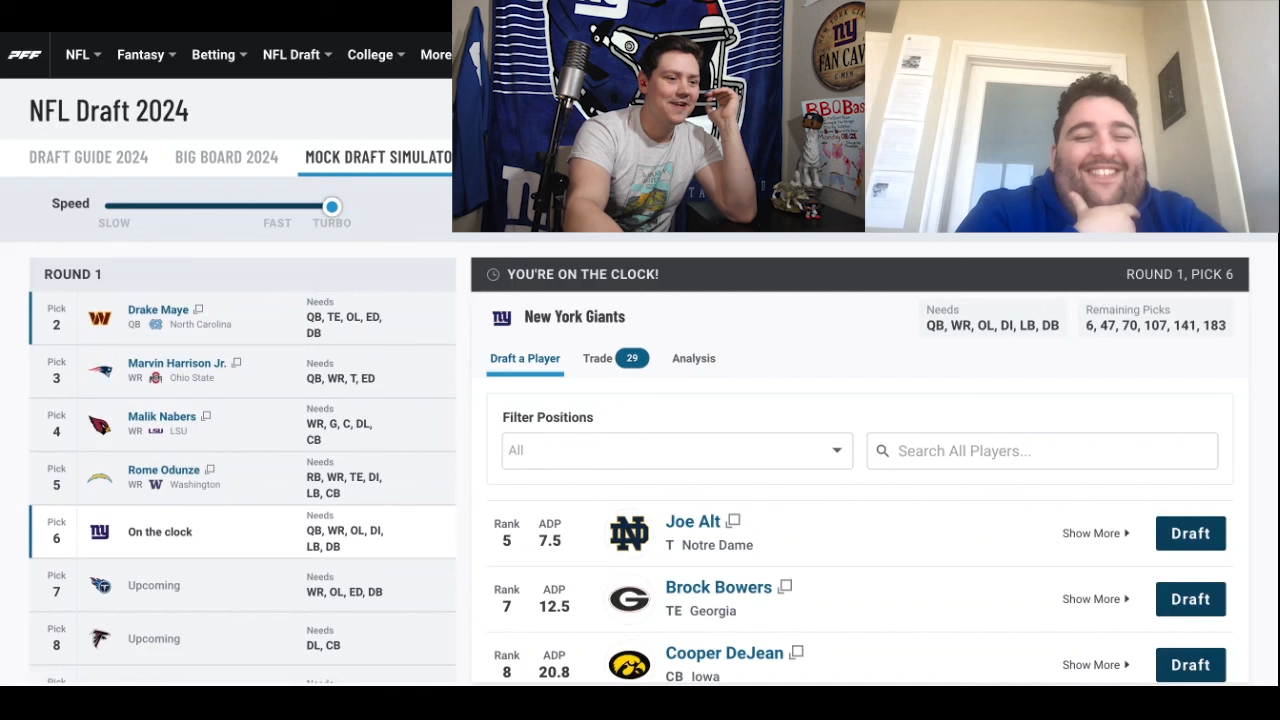 PFF
NFL
Fantasy
Betting
NFL Draft
College
More
NFL Draft 2024
DRAFT GUIDE 2024
BIG BOARD 2024
MOCK DRAFT SIMULATO
Speed
SLOW
FAST
TURBO
NEW YORK GIA
ny
FAN CAV
BBQ Bas
ROUND 1
Pick
2
W
Drake Maye
QB North Carolina
Needs
QB, TE, OL, ED,
DB
Pick
3
Marvin Harrison Jr.
WR Ohio State
Needs
QB, WR, T, ED
Pick
4
Malik Nabers
WR LSU LSU
Needs
WR, G, C, DL,
CB
Pick
5
Rome Odunze
WR W Washington
Needs
RB, WR, TE, DI,
LB, CB
Pick
6
ny
On the clock
Needs
QB, WR, OL, DI,
LB, DB
Pick
7
Upcoming
Needs
WR, OL, ED, DB
Pick
8
Upcoming
Needs
DL, CB
YOU'RE ON THE CLOCK!
ROUND 1, PICK 6
ny
New York Giants
Needs
QB, WR, OL, DI, LB, DB
Remaining Picks
6, 47, 70, 107, 141, 183
Draft a Player
Trade 29
Analysis
Filter Positions
All
Search All Players...
Rank
5
ADP
7.5
Joe Alt
T Notre Dame
Show More
Draft
Rank
7
ADP
12.5
G
Brock Bowers
TE Georgia
Show More
Draft
Rank
8
ADP
20.8
Cooper DeJean
CB Iowa
Show More
Draft